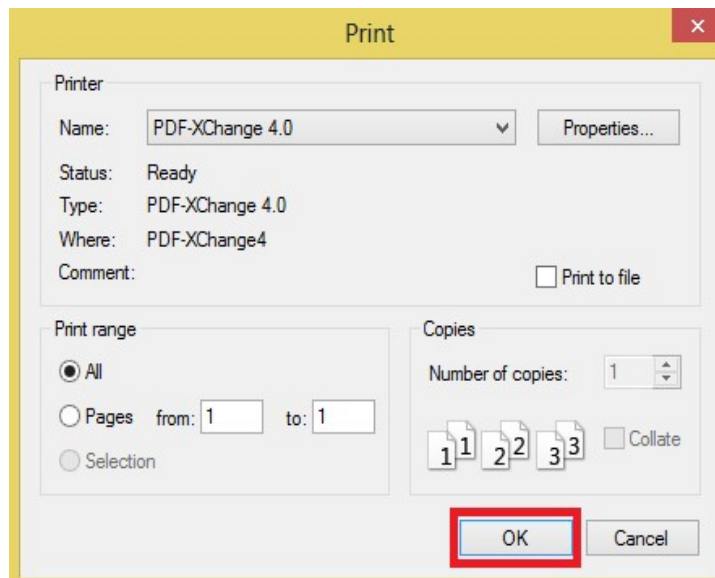 Print
Printer
Name: PDF-XChange 4.0 Properties...
Status: Ready
Type: PDF-XChange 4.0
Where: PDF-XChange4
Comment: Print to file
Print range
All
Pages from: 1 to: 1
Selection
Copies
Number of copies: 1
1 1 2 2 3 3 Collate
OK Cancel